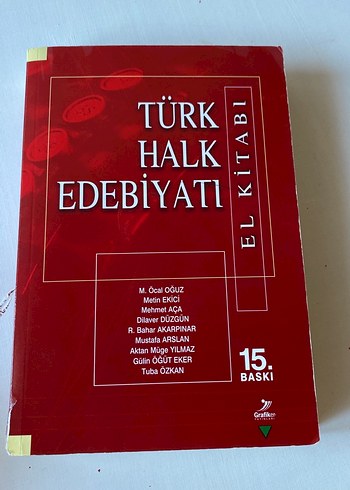 TÜRK
HALK
EDEBİYATI
EL KİTABI
M. Öcal OĞUZ
Metin EKİCİ
Mehmet AÇA
Dilaver DÜZGÜN
R. Bahar AKARPINAR
Mustafa ARSLAN
Aktan Müge YILMAZ
Gülin ÖĞÜT EKER
Tuba ÖZKAN
15.
BASKI
Grafiker
YAYINLARI